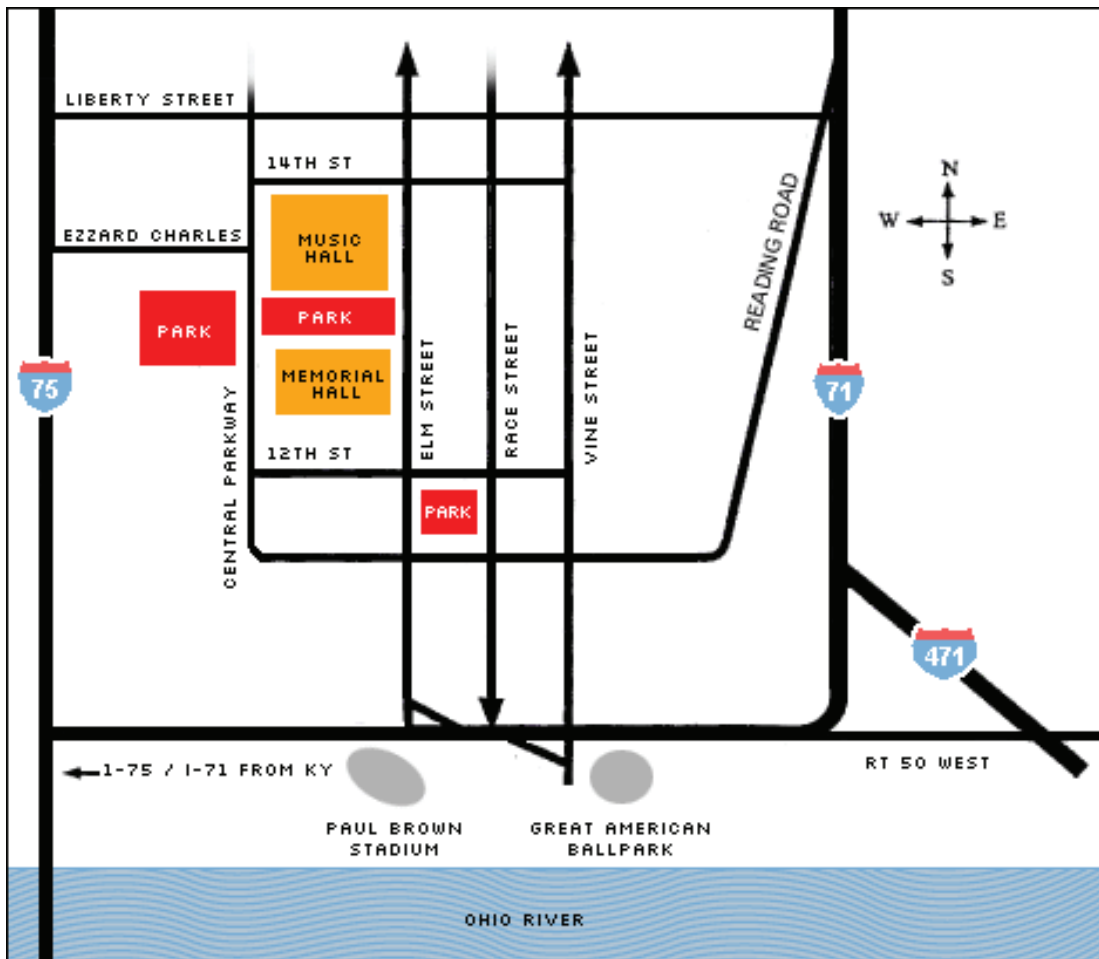 LIBERTY STREET
14TH ST
EZZARD CHARLES
MUSIC
HALL
PARK
PARK
MEMORIAL
HALL
12TH ST
PARK
CENTRAL PARKWAY
ELM STREET
RACE STREET
VINE STREET
READING ROAD
N
W
E
S
75
71
471
1-75 / I-71 FROM KY
RT 50 WEST
PAUL BROWN
STADIUM
GREAT AMERICAN
BALLPARK
OHIO RIVER